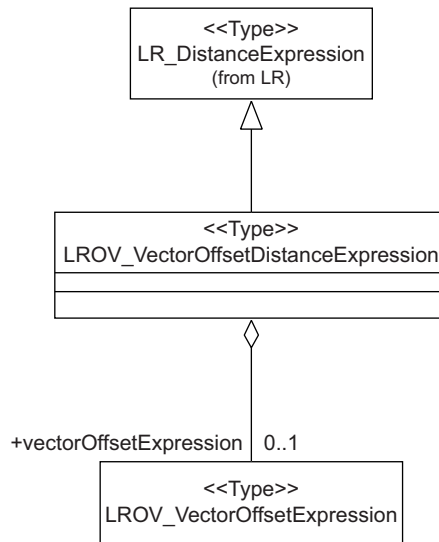 <<Type>>
LR_DistanceExpression
(from LR)
<<Type>>
LROV_VectorOffsetDistanceExpression
+vectorOffsetExpression 0..1
<<Type>>
LROV_VectorOffsetExpression